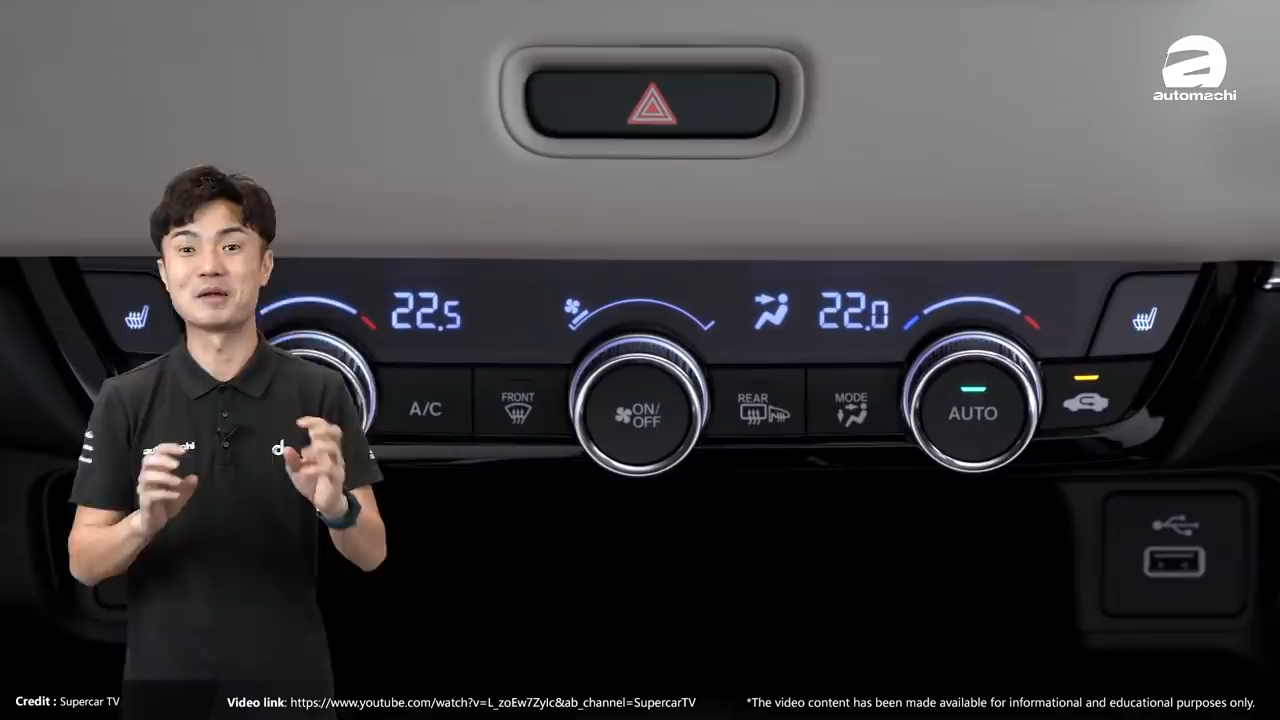 automachi
22.5
22.0
A/C
FRONT
ON/
OFF
REAR
MODE
AUTO
Credit : Supercar TV
Video link: https://www.youtube.com/watch?v=L_zoEw7ZyIc&ab_channel=SupercarTV
*The video content has been made available for informational and educational purposes only.